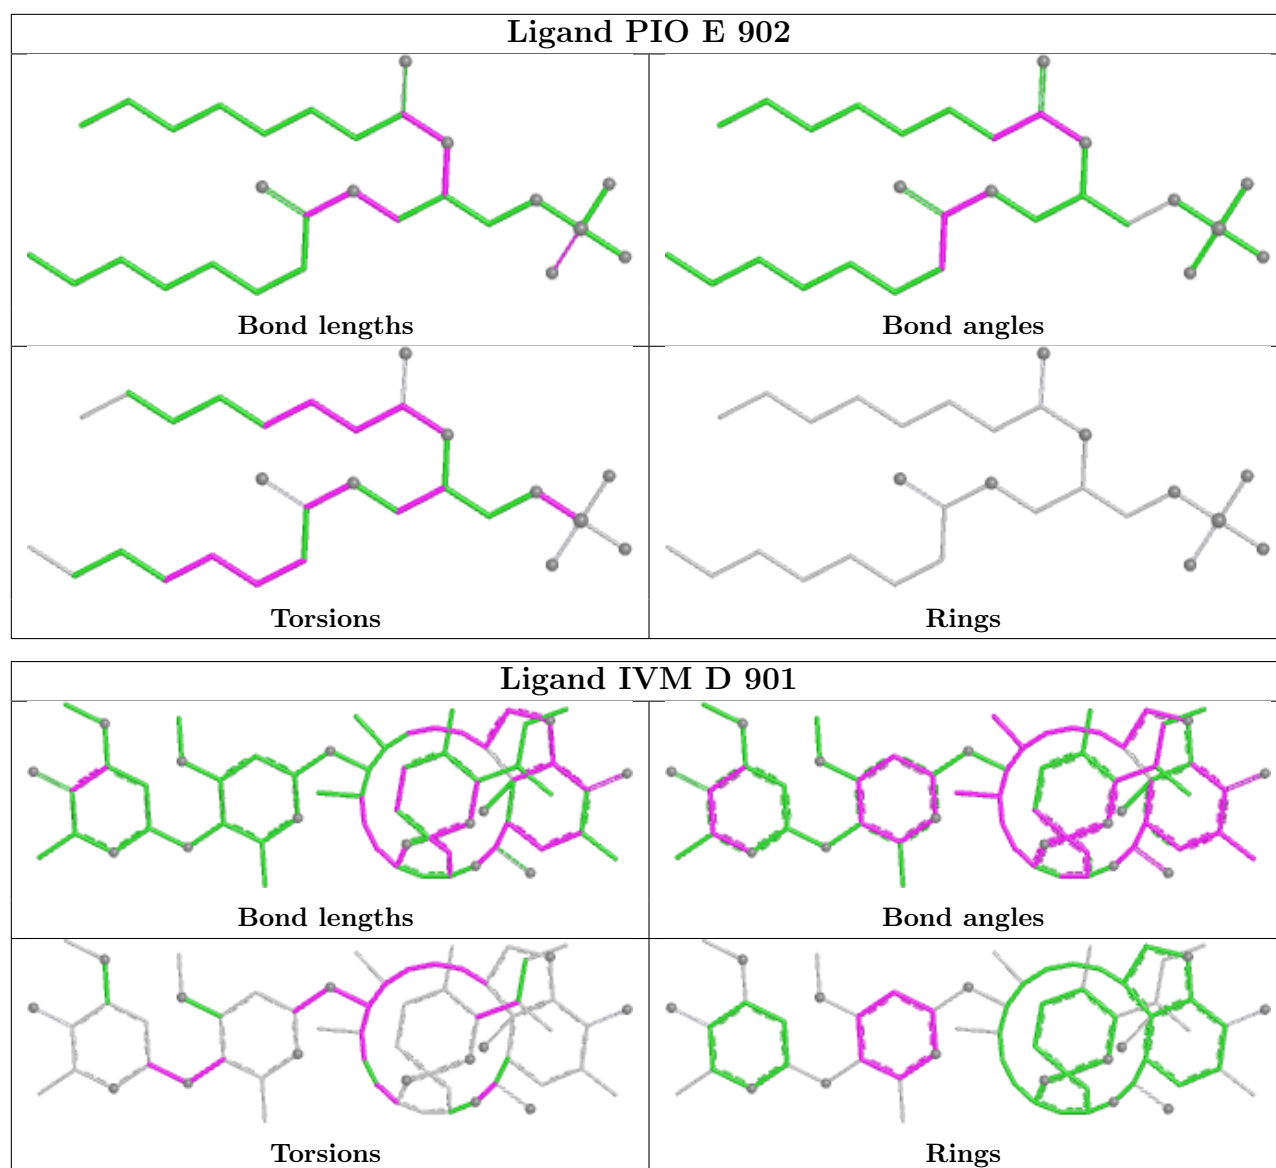 Ligand PIO E 902
Bond lengths
Bond angles
Torsions
Rings
Ligand IVM D 901
Bond lengths
Bond angles
Torsions
Rings